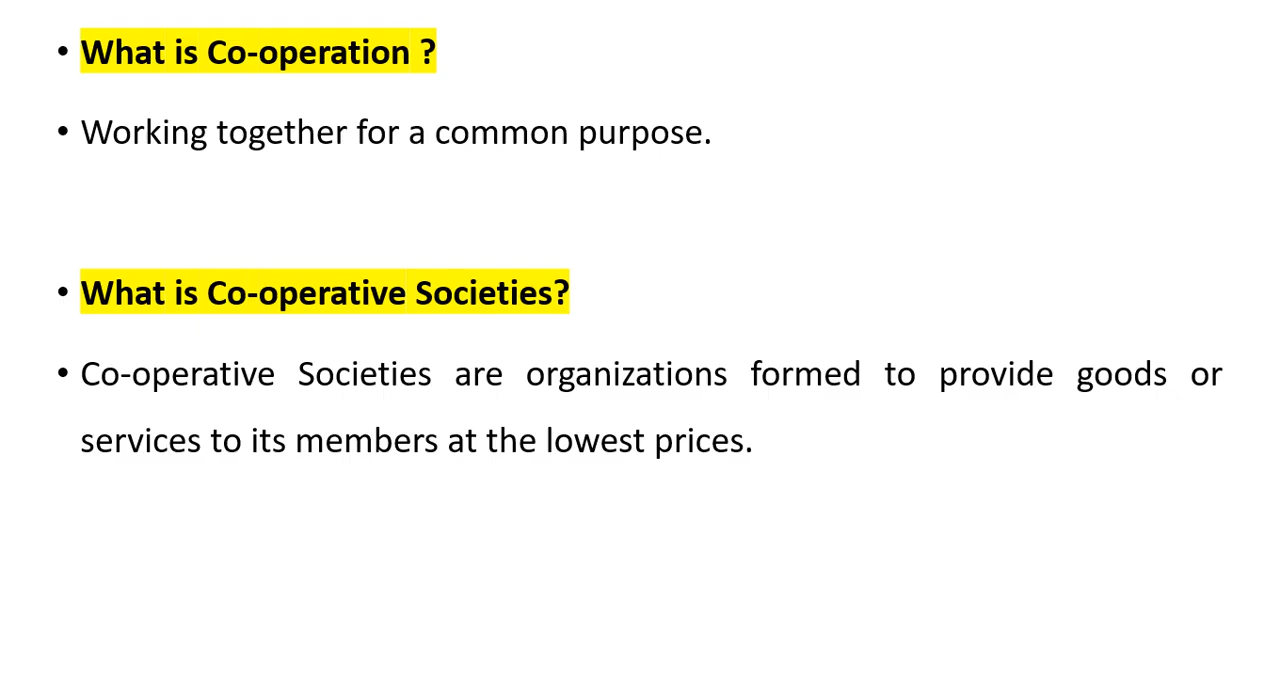 • What is Co-operation ?
• Working together for a common purpose.
• What is Co-operative Societies?
• Co-operative Societies are organizations formed to provide goods or
services to its members at the lowest prices.